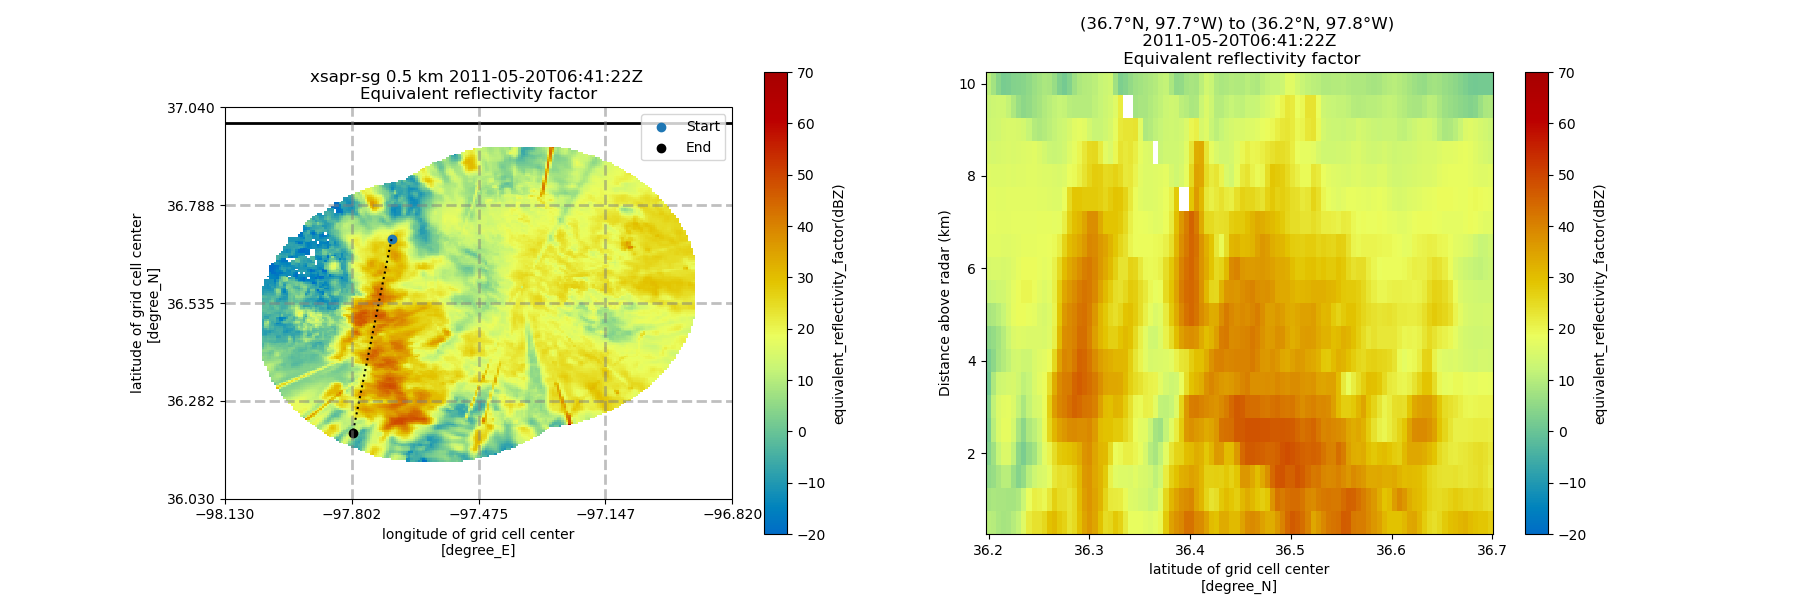 xsapr-sg 0.5 km 2011-05-20T06:41:22Z
Equivalent reflectivity factor
37.040
36.788
36.535
36.282
36.030
latitude of grid cell center
[degree_N]
−98.130
−97.802
−97.475
−97.147
−96.820
longitude of grid cell center
[degree_E]
Start
End
70
60
50
40
30
20
10
0
−10
−20
equivalent_reflectivity_factor(dBZ)
(36.7°N, 97.7°W) to (36.2°N, 97.8°W)
2011-05-20T06:41:22Z
Equivalent reflectivity factor
10
8
6
4
2
Distance above radar (km)
36.2
36.3
36.4
36.5
36.6
36.7
latitude of grid cell center
[degree_N]
70
60
50
40
30
20
10
0
−10
−20
equivalent_reflectivity_factor(dBZ)